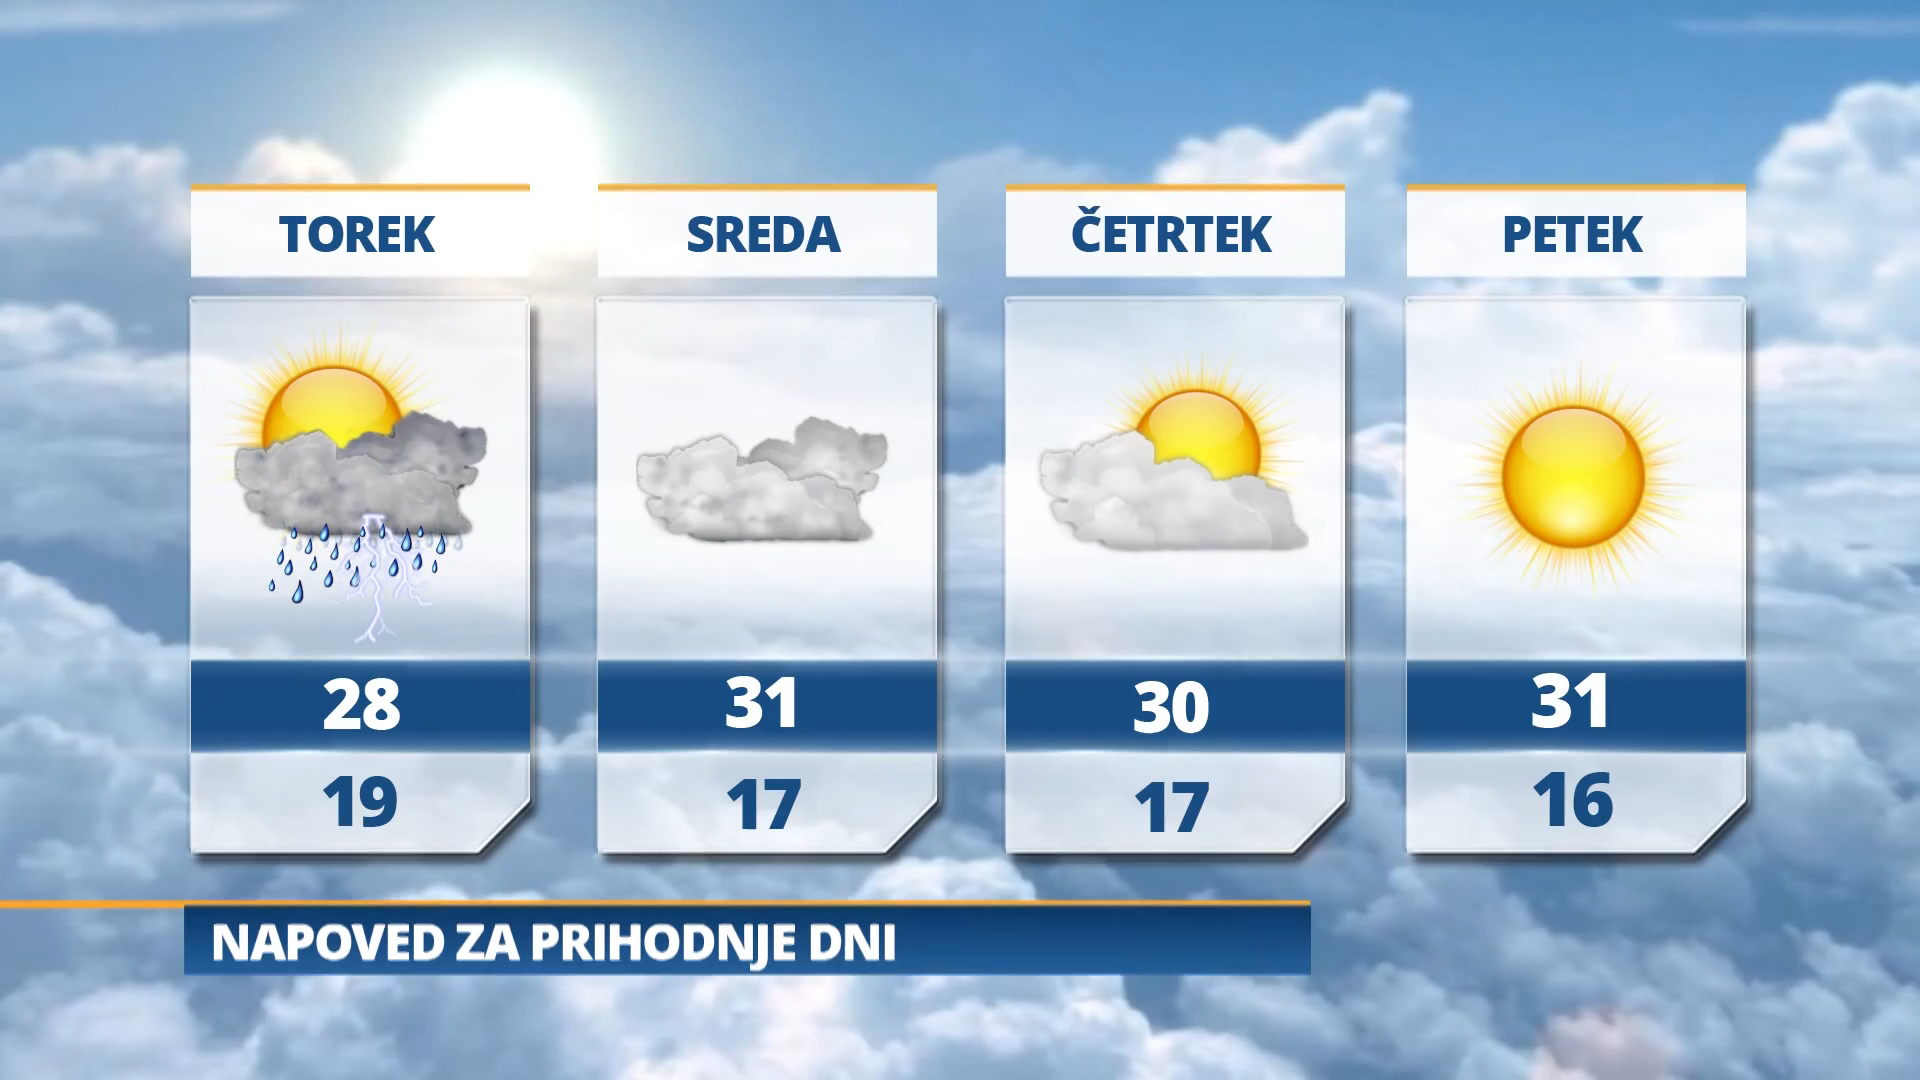 TOREK
SREDA
ČETRTEK
PETEK
28
31
30
31
19
17
17
16
NAPOVED ZA PRIHODNJE DNI